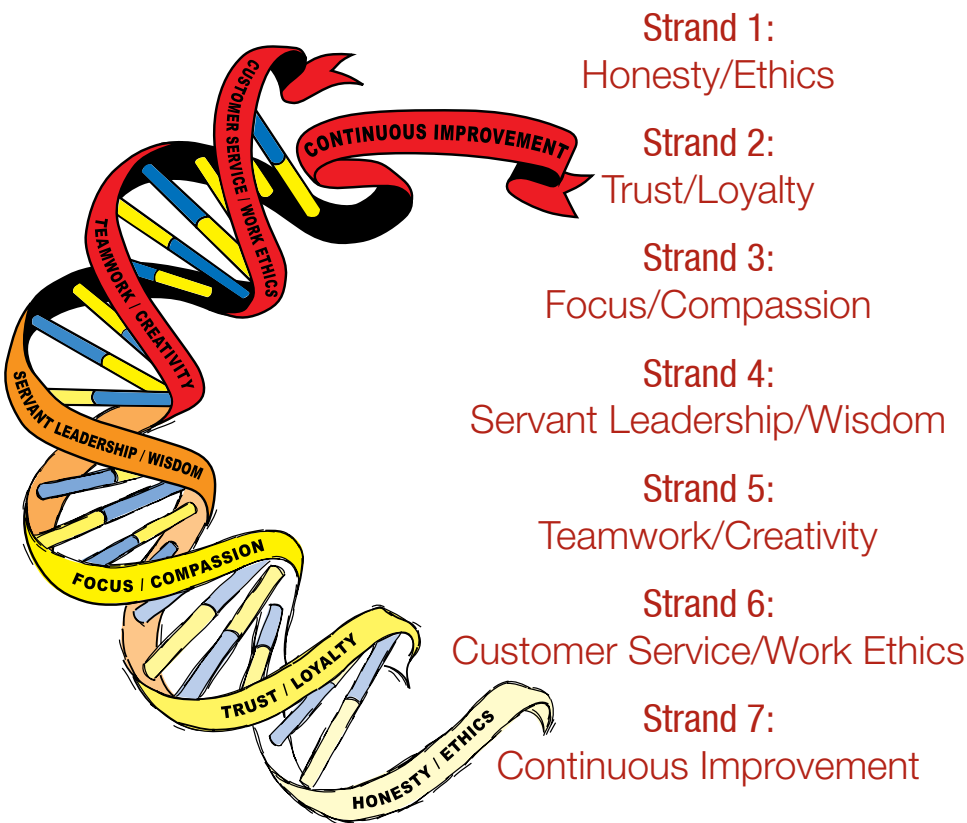 Strand 1:
Honesty/Ethics
Strand 2:
Trust/Loyalty
Strand 3:
Focus/Compassion
Strand 4:
Servant Leadership/Wisdom
Strand 5:
Teamwork/Creativity
Strand 6:
Customer Service/Work Ethics
Strand 7:
Continuous Improvement
CUSTOMER SERVICE / WORK ETHICS
CONTINUOUS IMPROVEMENT
TEAMWORK / CREATIVITY
SERVANT LEADERSHIP / WISDOM
FOCUS / COMPASSION
TRUST / LOYALTY
HONESTY / ETHICS